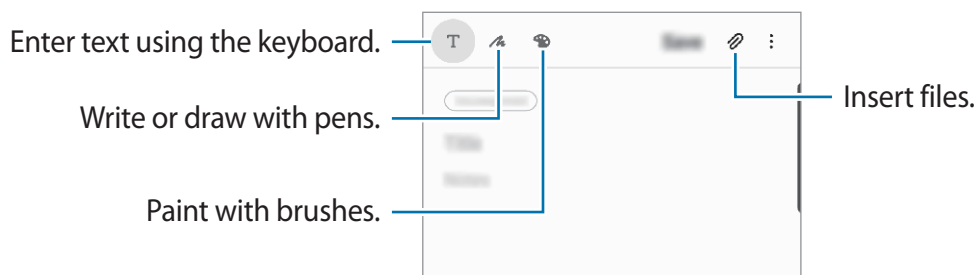 Enter text using the keyboard.
T
Write or draw with pens.
Insert files.
Paint with brushes.